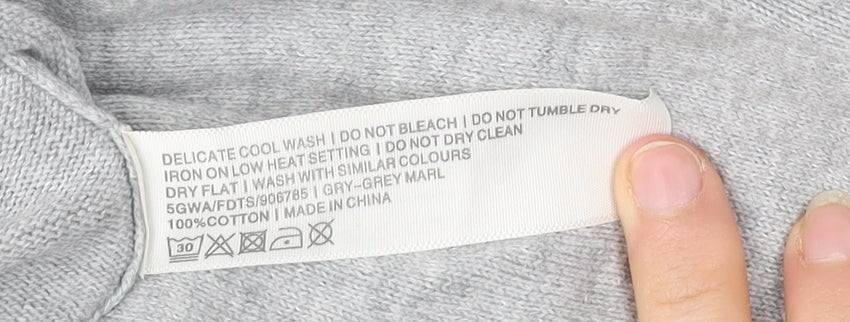 DELICATE COOL WASH | DO NOT BLEACH | DO NOT TUMBLE DRY
IRON ON LOW HEAT SETTING | DO NOT DRY CLEAN
DRY FLAT | WASH WITH SIMILAR COLOURS
5GWA/FDTS/906785 | GRY-GREY MARL
100%COTTON | MADE IN CHINA
30